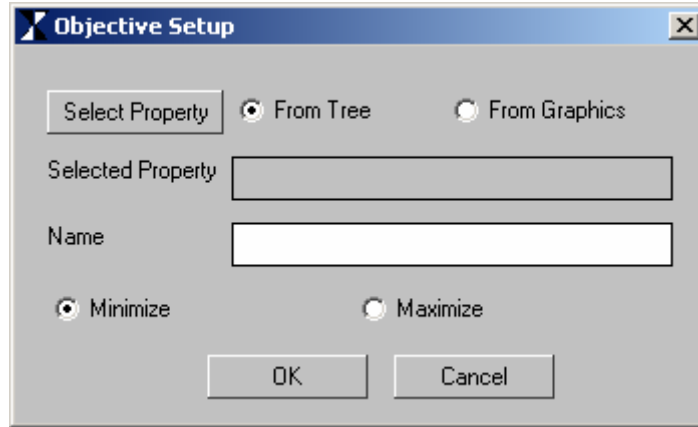 Objective Setup
Select Property From Tree From Graphics
Selected Property
Name
Minimize Maximize
OK Cancel